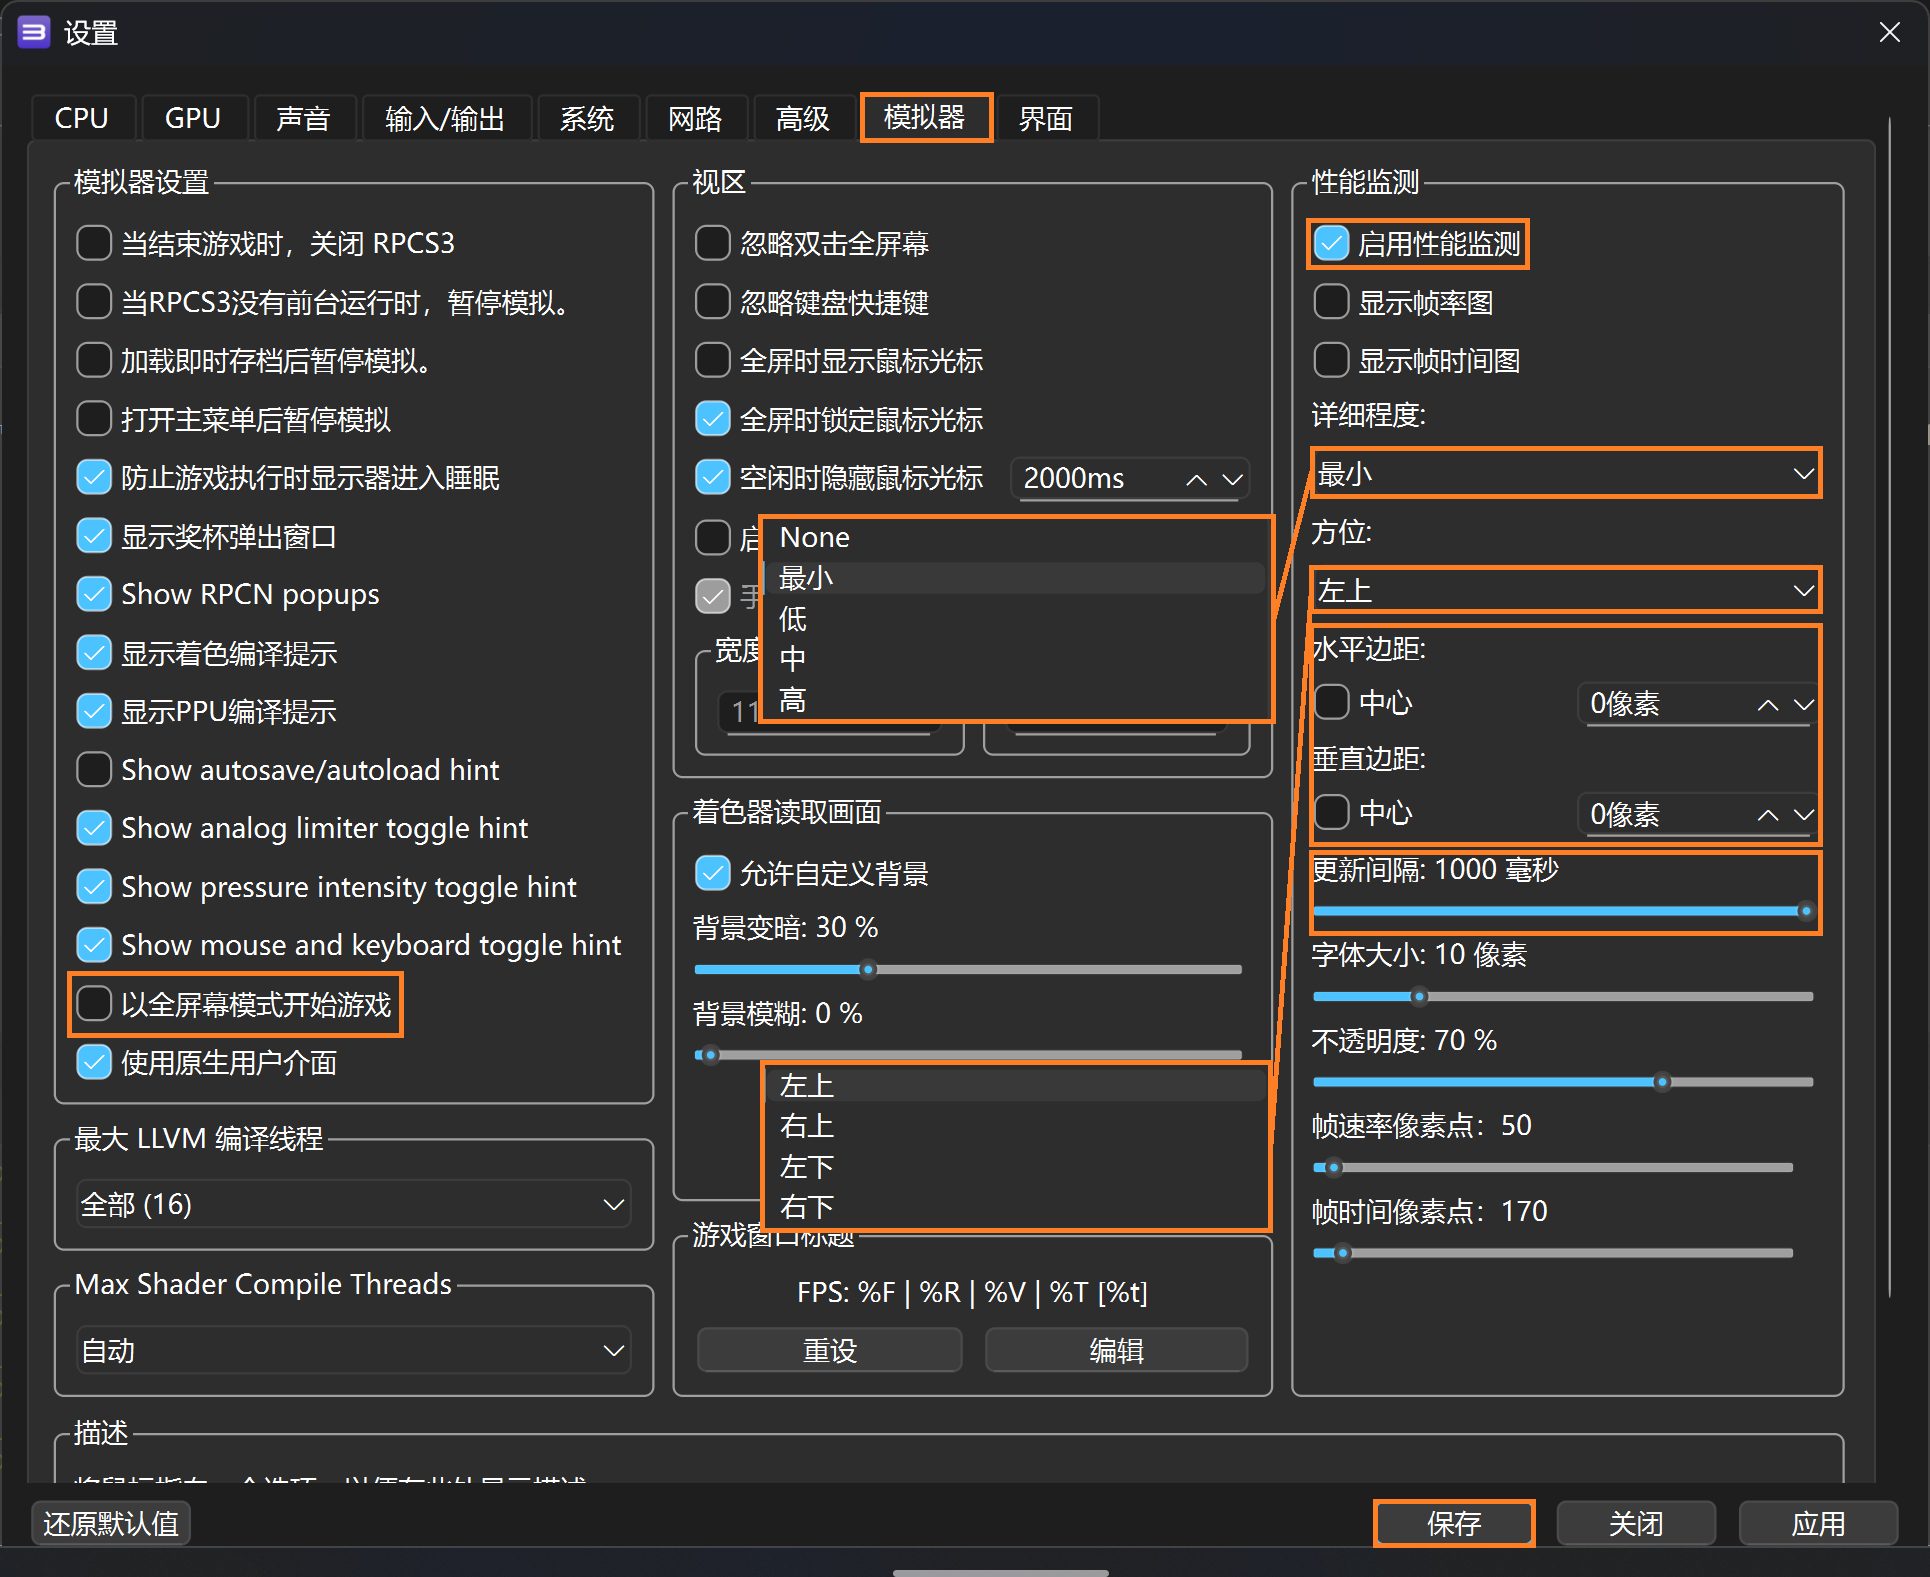 设置
CPU
GPU
声音
输入/输出
系统
网路
高级
模拟器
界面
模拟器设置
当结束游戏时，关闭 RPCS3
当RPCS3没有前台运行时，暂停模拟。
加载即时存档后暂停模拟。
打开主菜单后暂停模拟
防止游戏执行时显示器进入睡眠
显示奖杯弹出窗口
Show RPCN popups
显示着色编译提示
显示PPU编译提示
Show autosave/autoload hint
Show analog limiter toggle hint
Show pressure intensity toggle hint
Show mouse and keyboard toggle hint
以全屏幕模式开始游戏
使用原生用户介面
最大 LLVM 编译线程
全部 (16)
Max Shader Compile Threads
自动
视区
忽略双击全屏幕
忽略键盘快捷键
全屏时显示鼠标光标
全屏时锁定鼠标光标
空闲时隐藏鼠标光标
2000ms
None
最小
低
中
高
手
宽度
11
着色器读取画面
允许自定义背景
背景变暗: 30 %
背景模糊: 0 %
左上
右上
左下
右下
游戏窗口标题
FPS: %F | %R | %V | %T [%t]
重设
编辑
性能监测
启用性能监测
显示帧率图
显示帧时间图
详细程度:
最小
方位:
左上
水平边距:
中心
0像素
垂直边距:
中心
0像素
更新间隔: 1000 毫秒
字体大小: 10 像素
不透明度: 70 %
帧速率像素点：50
帧时间像素点：170
描述
还原默认值
保存
关闭
应用